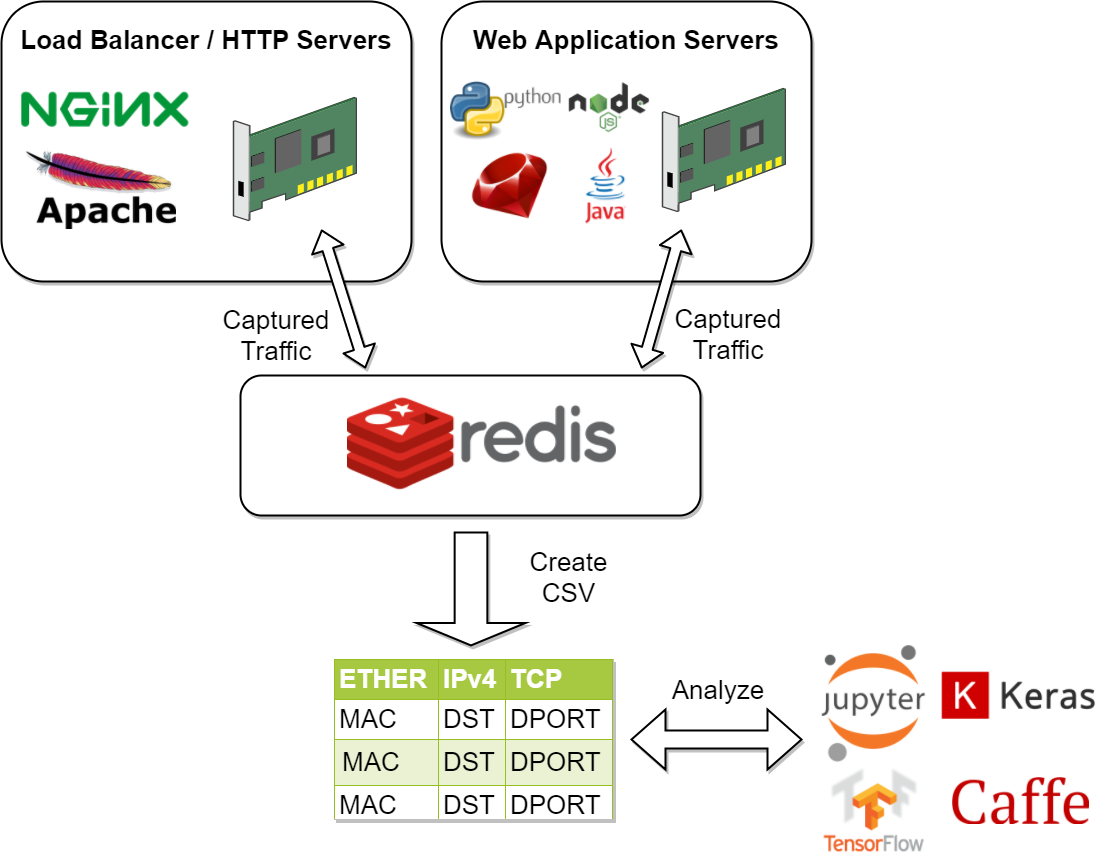 Load Balancer / HTTP Servers
NGiNX
Apache
Web Application Servers
python
node
JS
Java
Captured
Traffic
Captured
Traffic
redis
Create
CSV
ETHER IPv4 TCP
MAC DST DPORT
MAC DST DPORT
MAC DST DPORT
Analyze
jupyter
K Keras
TensorFlow
Caffe